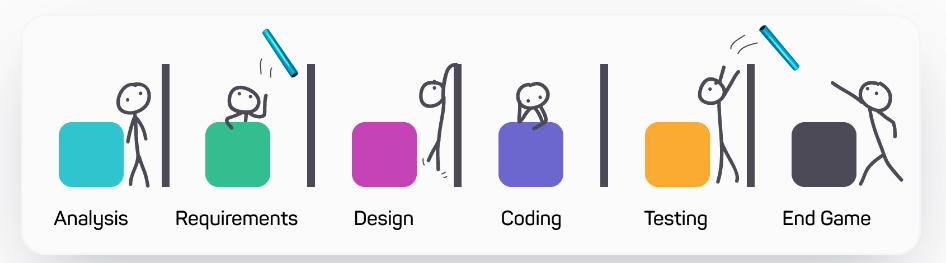 Analysis Requirements Design Coding Testing End Game